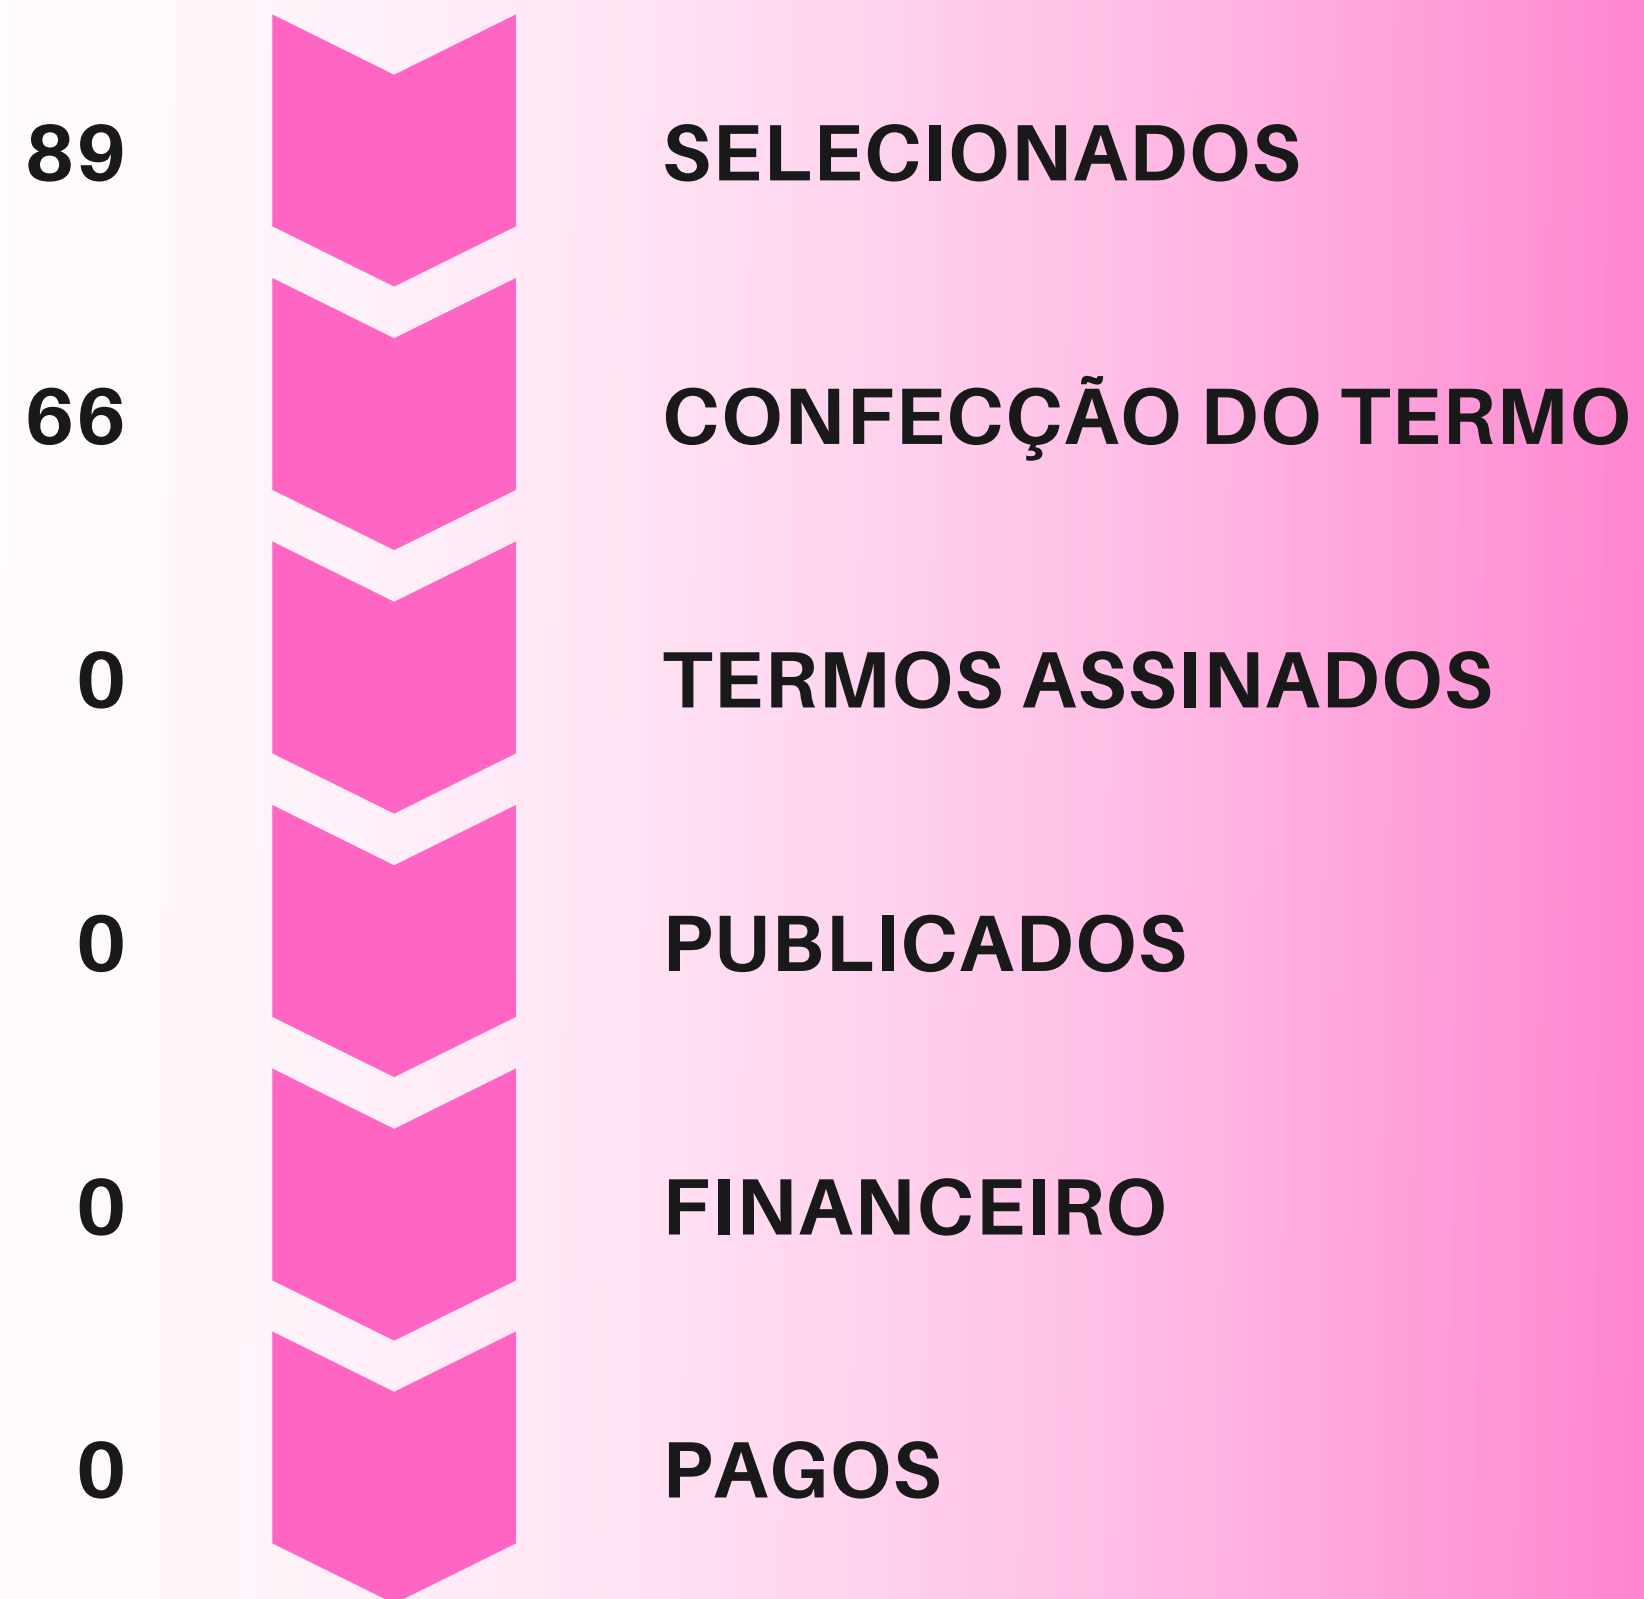 89 SELECIONADOS
66 CONFECÇÃO DO TERMO
0 TERMOS ASSINADOS
0 PUBLICADOS
0 FINANCEIRO
0 PAGOS